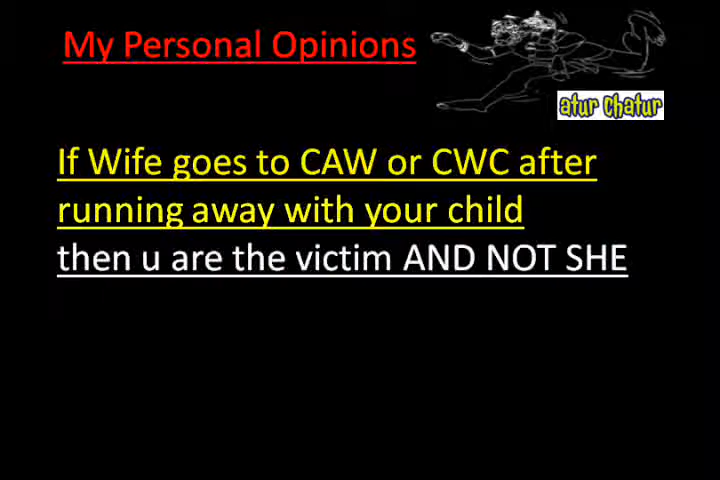 My Personal Opinions
atur chatur
If Wife goes to CAW or CWC after
running away with your child
then u are the victim AND NOT SHE